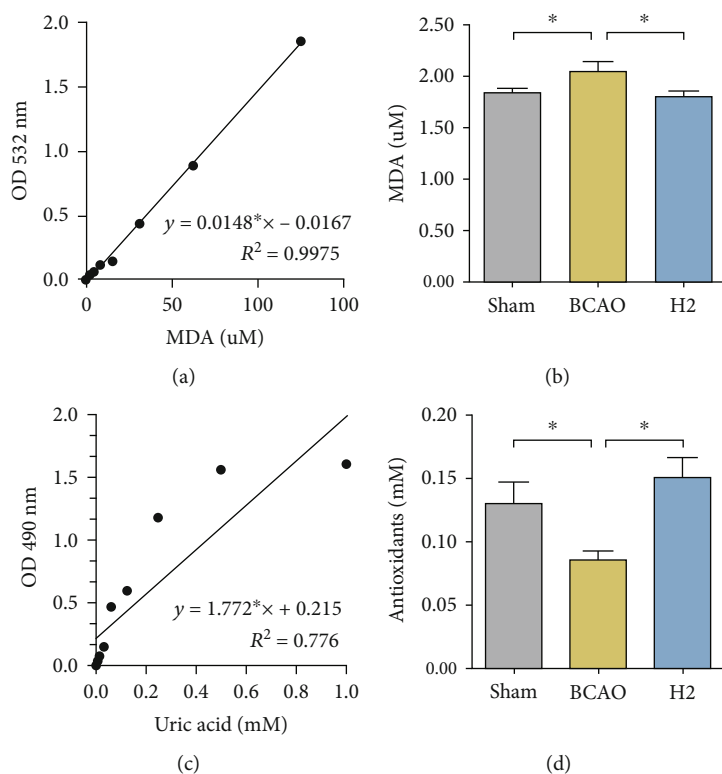 2.0
1.5
1.0
0.5
0.0
OD 532 nm
y = 0.0148*× – 0.0167
R² = 0.9975
0 50 100 100
MDA (uM)
(a)
2.50
2.00
1.50
1.00
0.50
0.00
MDA (uM)
* *
Sham BCAO H2
(b)
2.0
1.5
1.0
0.5
0.0
OD 490 nm
y = 1.772*× + 0.215
R² = 0.776
0.0 0.2 0.4 0.6 0.8 1.0
Uric acid (mM)
(c)
0.20
0.15
0.10
0.05
0.00
Antioxidants (mM)
* *
Sham BCAO H2
(d)